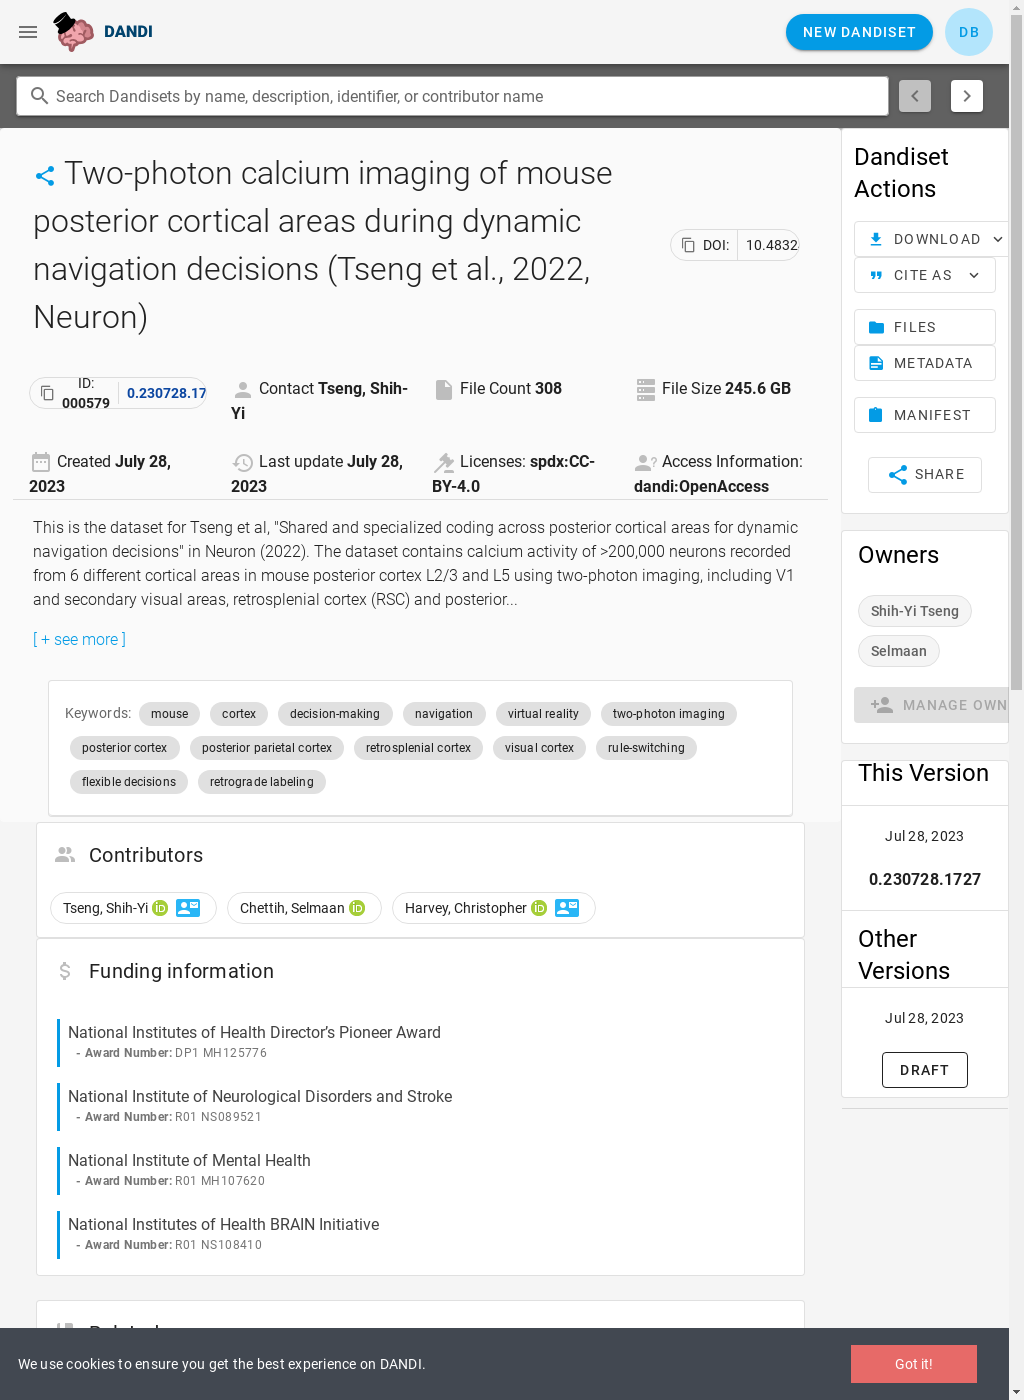 DANDI
NEW DANDISET
DB
Search Dandisets by name, description, identifier, or contributor name
Two-photon calcium imaging of mouse
posterior cortical areas during dynamic
navigation decisions (Tseng et al., 2022,
Neuron)
DOI:
10.4832
ID:
000579
0.230728.17
Contact Tseng, Shih-
Yi
File Count 308
File Size 245.6 GB
Created July 28,
2023
Last update July 28,
2023
Licenses: spdx:CC-
BY-4.0
Access Information:
dandi:OpenAccess
This is the dataset for Tseng et al, "Shared and specialized coding across posterior cortical areas for dynamic
navigation decisions" in Neuron (2022). The dataset contains calcium activity of >200,000 neurons recorded
from 6 different cortical areas in mouse posterior cortex L2/3 and L5 using two-photon imaging, including V1
and secondary visual areas, retrosplenial cortex (RSC) and posterior...
[ + see more ]
Keywords: mouse cortex decision-making navigation virtual reality two-photon imaging
posterior cortex posterior parietal cortex retrosplenial cortex visual cortex rule-switching
flexible decisions retrograde labeling
Contributors
Tseng, Shih-Yi iD Chettih, Selmaan iD Harvey, Christopher iD
Funding information
National Institutes of Health Director’s Pioneer Award
- Award Number: DP1 MH125776
National Institute of Neurological Disorders and Stroke
- Award Number: R01 NS089521
National Institute of Mental Health
- Award Number: R01 MH107620
National Institutes of Health BRAIN Initiative
- Award Number: R01 NS108410
Dandiset
Actions
DOWNLOAD
CITE AS
FILES
METADATA
MANIFEST
SHARE
Owners
Shih-Yi Tseng
Selmaan
MANAGE OWN
This Version
Jul 28, 2023
0.230728.1727
Other
Versions
Jul 28, 2023
DRAFT
We use cookies to ensure you get the best experience on DANDI.
Got it!